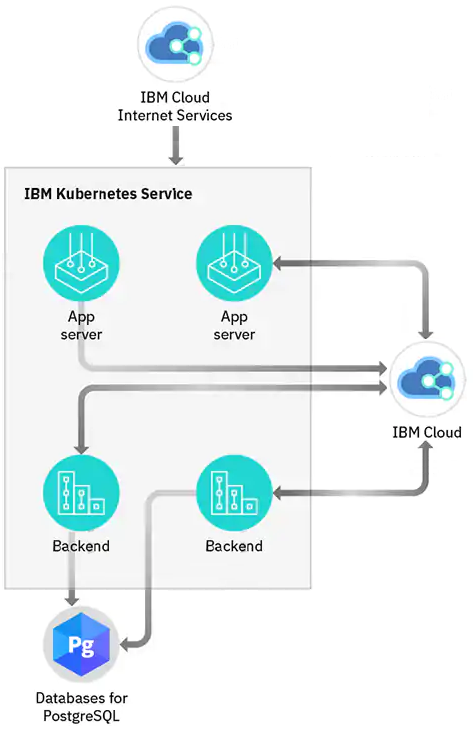 IBM Cloud
Internet Services
IBM Kubernetes Service
App
server
App
server
IBM Cloud
Backend
Backend
Pg
Databases for
PostgreSQL